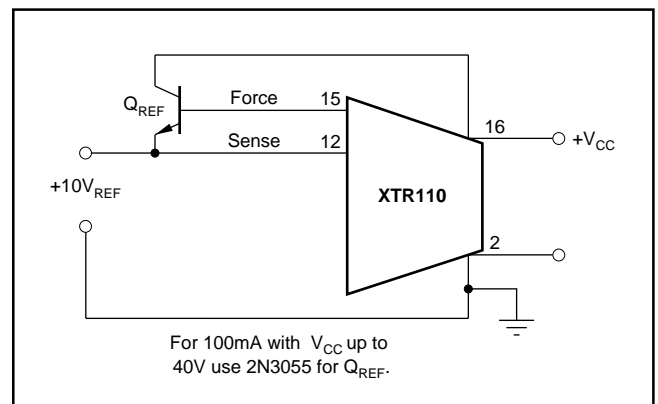 Q_REF
Force
15
Sense
12
16
+V_CC
+10V_REF
XTR110
2
For 100mA with V_CC up to
40V use 2N3055 for Q_REF.